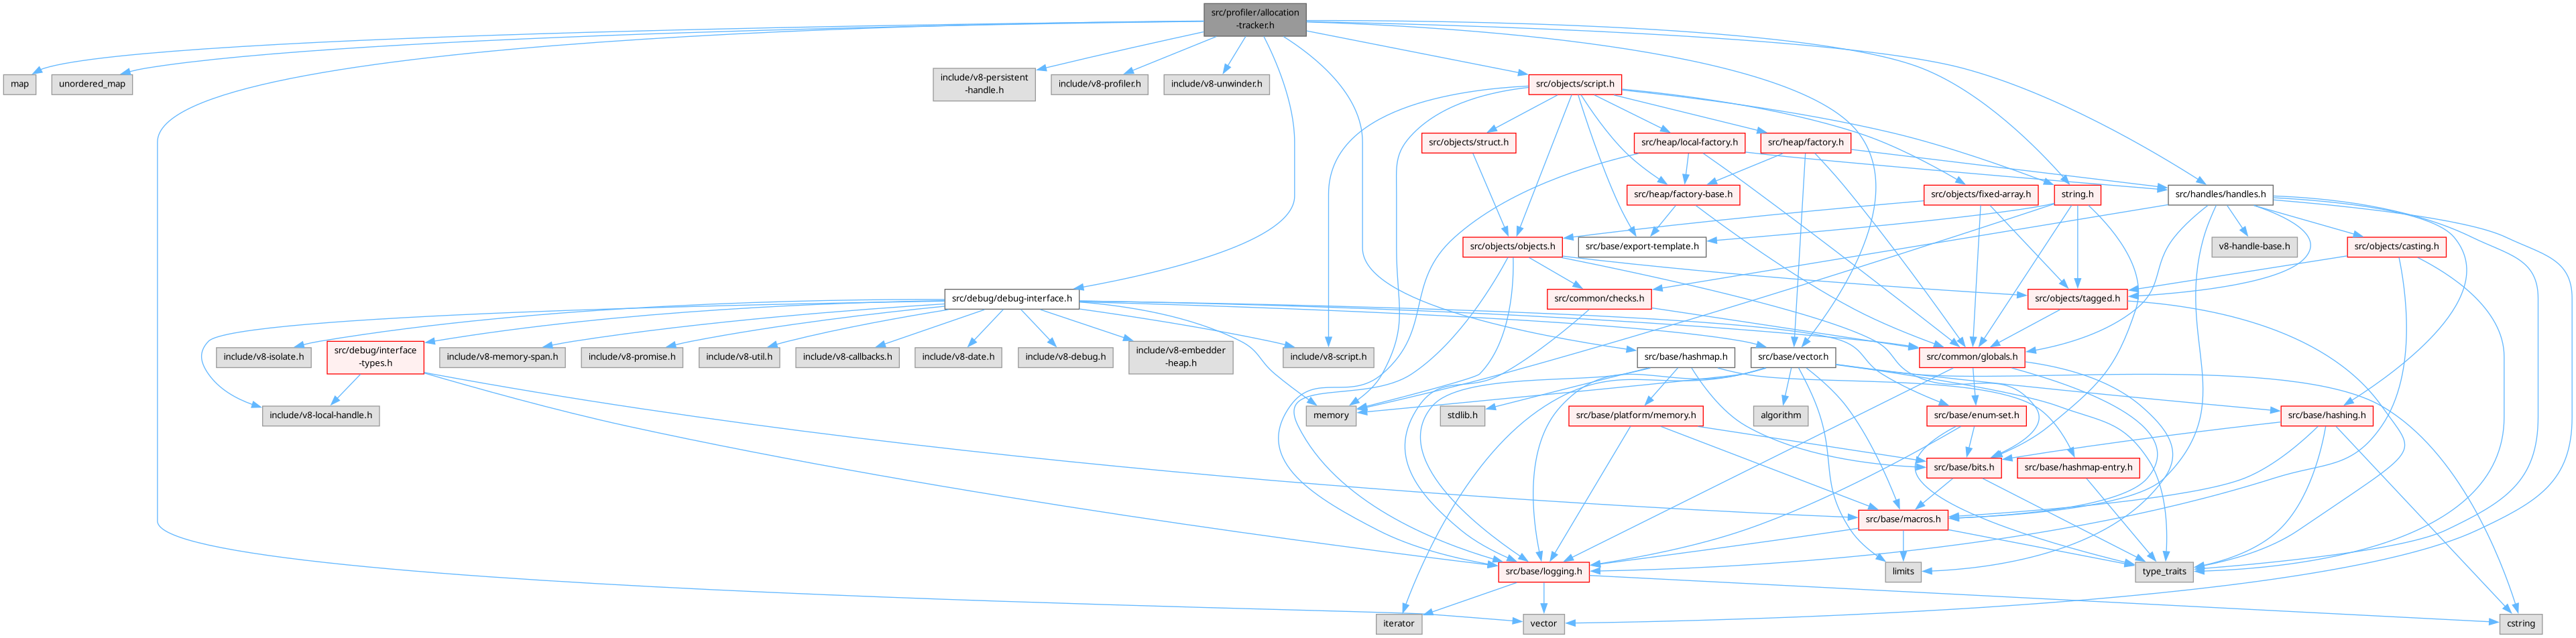 src/profiler/allocation
-tracker.h
map
unordered_map
include/v8-persistent
-handle.h
include/v8-profiler.h
include/v8-unwinder.h
src/objects/script.h
src/objects/struct.h
src/heap/local-factory.h
src/heap/factory.h
src/heap/factory-base.h
src/objects/fixed-array.h
string.h
src/handles/handles.h
src/objects/objects.h
src/base/export-template.h
v8-handle-base.h
src/objects/casting.h
src/debug/debug-interface.h
src/common/checks.h
src/objects/tagged.h
include/v8-isolate.h
src/debug/interface
-types.h
include/v8-memory-span.h
include/v8-promise.h
include/v8-util.h
include/v8-callbacks.h
include/v8-date.h
include/v8-debug.h
include/v8-embedder
-heap.h
include/v8-script.h
src/base/hashmap.h
src/base/vector.h
src/common/globals.h
include/v8-local-handle.h
memory
stdlib.h
src/base/platform/memory.h
algorithm
src/base/enum-set.h
src/base/hashing.h
src/base/bits.h
src/base/hashmap-entry.h
src/base/macros.h
src/base/logging.h
limits
type_traits
iterator
vector
cstring